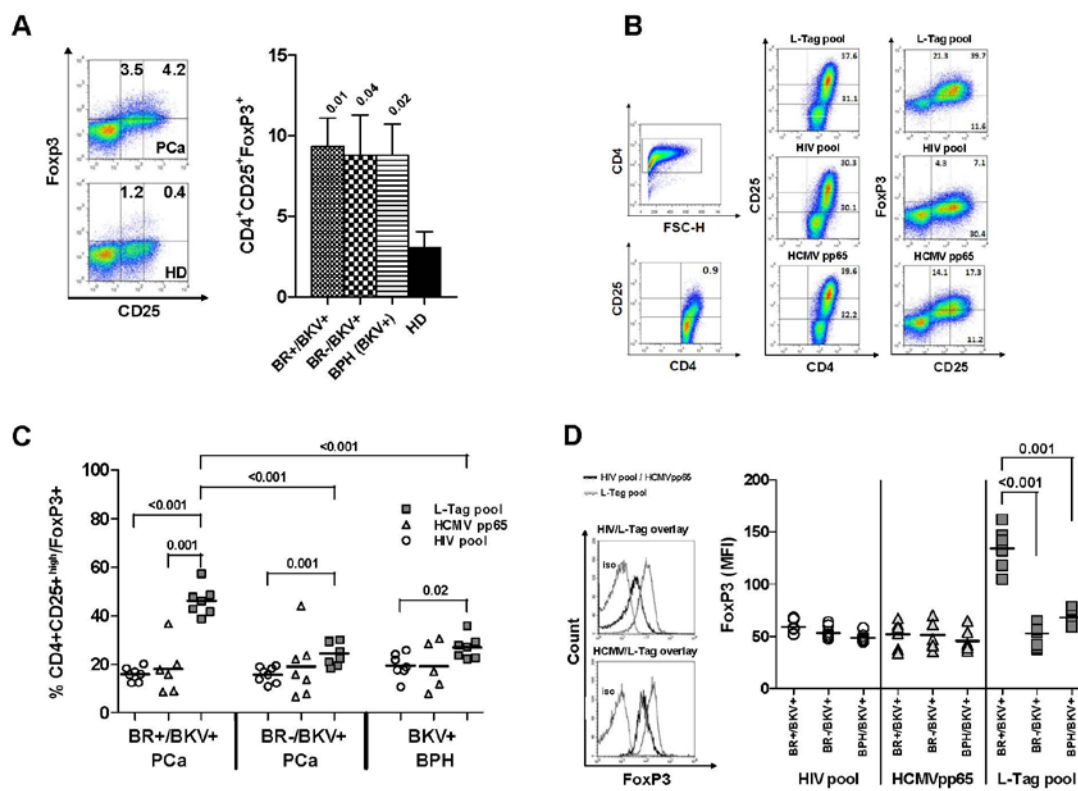 A
Foxp3
3.5 4.2
PCa
1.2 0.4
HD
CD25
CD4+CD25+FoxP3+
15
10
5
0
0.01
0.04
0.02
BR+/BKV+
BR-/BKV+
BPH (BKV+)
HD
B
CD4
FSC-H
CD25
0.9
CD4
L-Tag pool
CD25
37.6
31.1
HIV pool
30.3
30.1
HCMV pp65
39.6
32.2
CD4
L-Tag pool
FoxP3
21.3 39.7
11.6
HIV pool
4.3 7.1
30.4
HCMV pp65
14.1 17.3
11.2
CD25
C
% CD4+CD25+high/FoxP3+
100
80
60
40
20
0
<0.001
<0.001
<0.001
0.001
0.001
0.02
L-Tag pool
HCMV pp65
HIV pool
BR+/BKV+
PCa
BR-/BKV+
PCa
BKV+
BPH
D
HIV pool / HCMVpp65
L-Tag pool
HIV/L-Tag overlay
iso
HCMV/L-Tag overlay
iso
Count
FoxP3
FoxP3 (MFI)
200
150
100
50
0
0.001
<0.001
BR+/BKV+
BR-/BKV+
BPH/BKV+
BR+/BKV+
BR-/BKV+
BPH/BKV+
BR+/BKV+
BR-/BKV+
BPH/BKV+
HIV pool
HCMVpp65
L-Tag pool